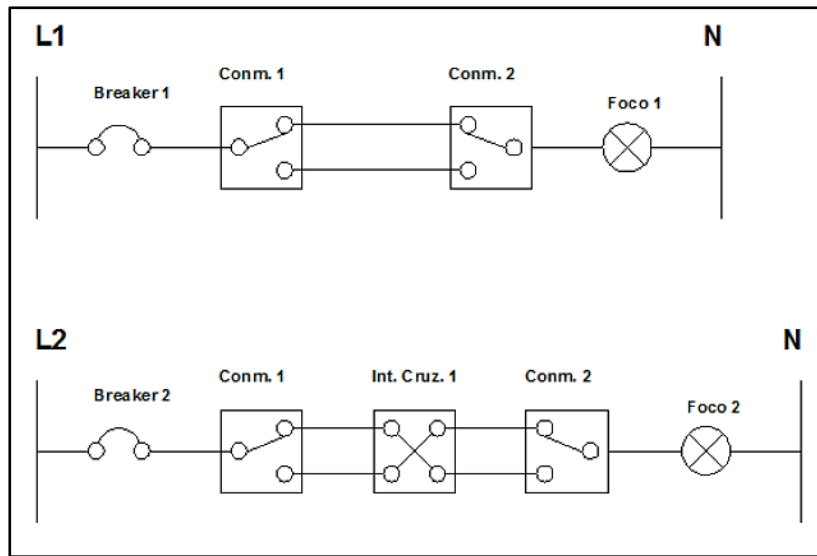 L1
N
Conm. 1
Conm. 2
Breaker 1
Foco 1
L2
N
Conm. 1
Int. Cruz. 1
Conm. 2
Breaker 2
Foco 2